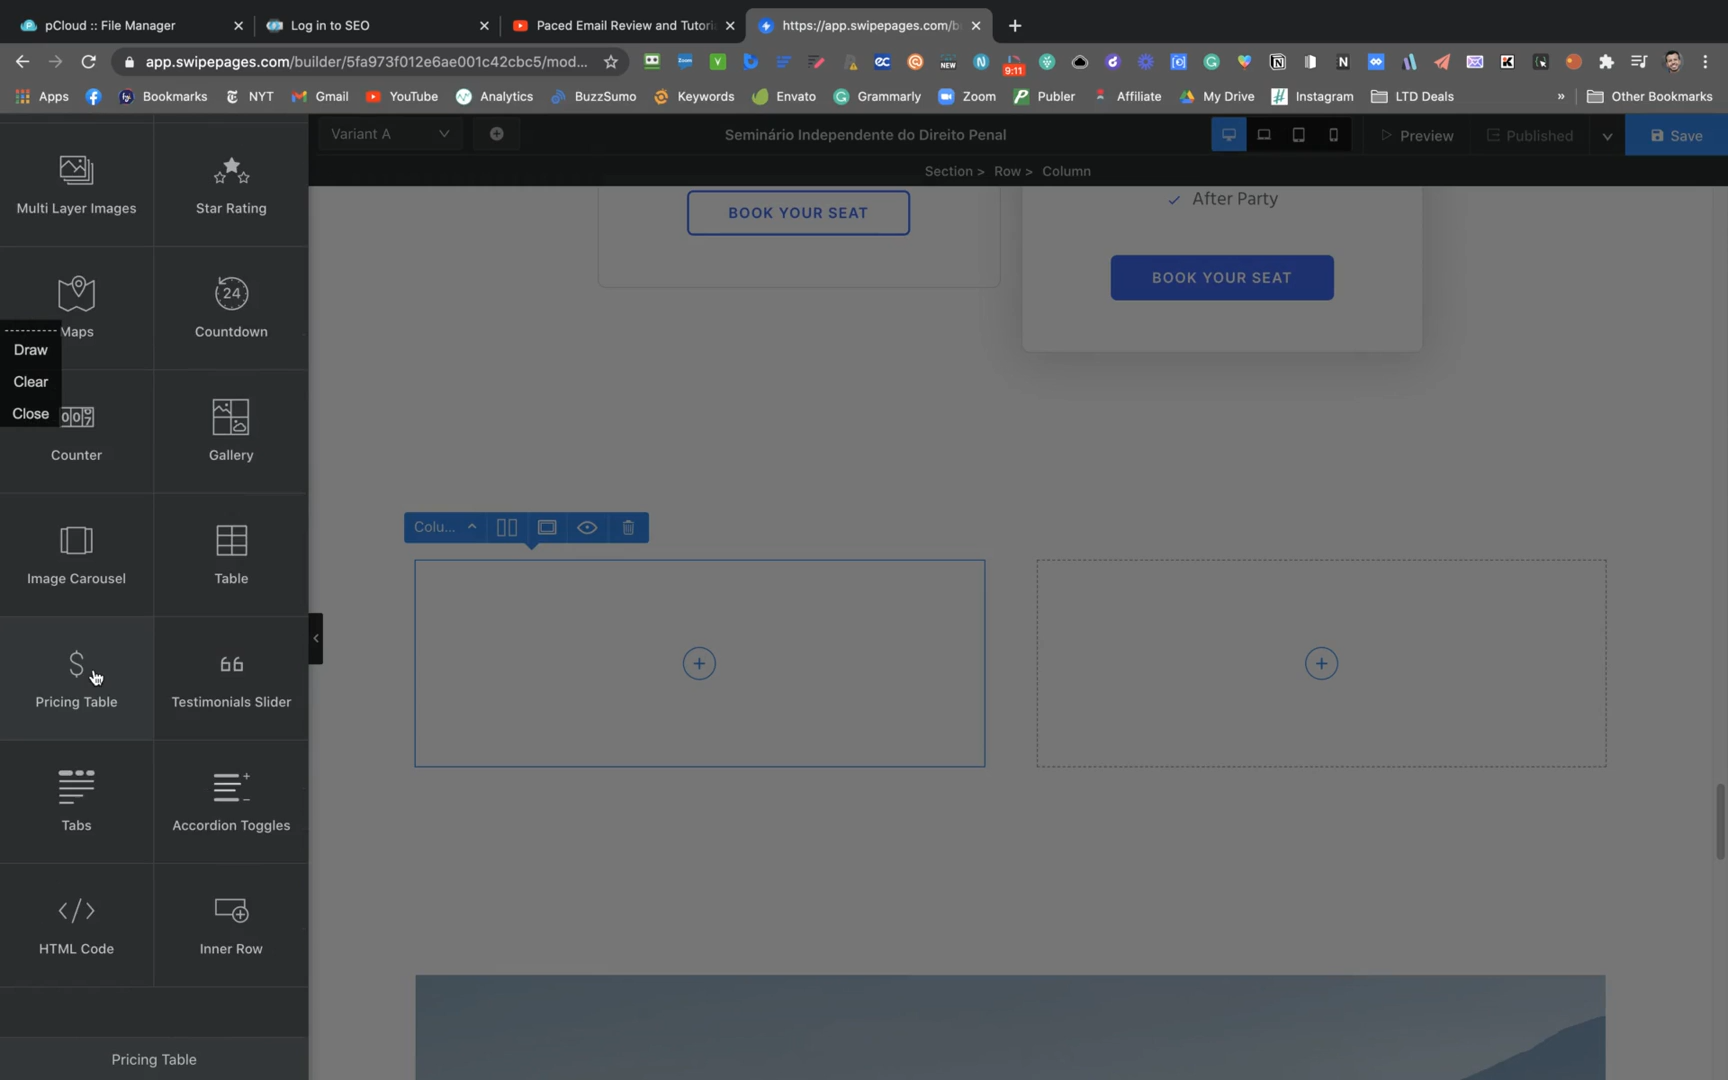 pCloud :: File Manager
Log in to SEO
Paced Email Review and Tutori
https://app.swipepages.com/b
app.swipepages.com/builder/5fa973f012e6ae001c42cbc5/mod...
NEW
9:11
Apps
Bookmarks
NYT
Gmail
YouTube
Analytics
BuzzSumo
Keywords
Envato
Grammarly
Zoom
Publer
Affiliate
My Drive
Instagram
LTD Deals
»
Other Bookmarks
Variant A
Seminário Independente do Direito Penal
Preview
Published
Save
Section > Row > Column
Multi Layer Images
Star Rating
After Party
BOOK YOUR SEAT
BOOK YOUR SEAT
24
Maps
Countdown
Draw
Clear
Close
Counter
Gallery
Colu...
Image Carousel
Table
Pricing Table
Testimonials Slider
Tabs
Accordion Toggles
HTML Code
Inner Row
Pricing Table